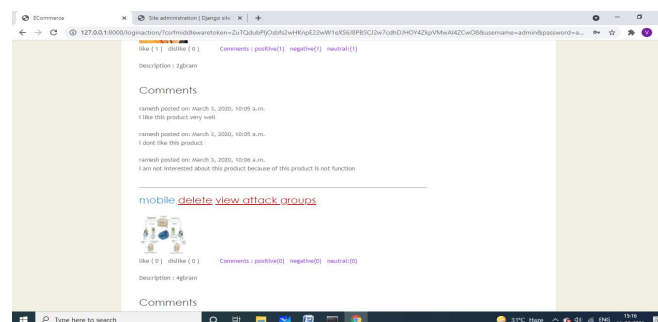 ECommerce
Site administration | Django site
127.0.0.1:8000/loginaction/?csrfmiddlewaretoken=
&username=admin&password=a...
like ( 1 ) dislike ( 0 ) Comments : positive(1) negative(1) neutral:(1)
Description : 2gbram
Comments
ramesh posted on: March 3, 2020, 10:05 a.m.
I like this product very well
ramesh posted on: March 3, 2020, 10:05 a.m.
I dont like this product
ramesh posted on: March 3, 2020, 10:06 a.m.
I am not interested about this product because of this product is not function
mobile delete view attack groups
like ( 0 ) dislike ( 0 ) Comments : positive(0) negative(0) neutral:(0)
Description : 4gbram
Comments
Type here to search
31°C Haze
ENG
15:16